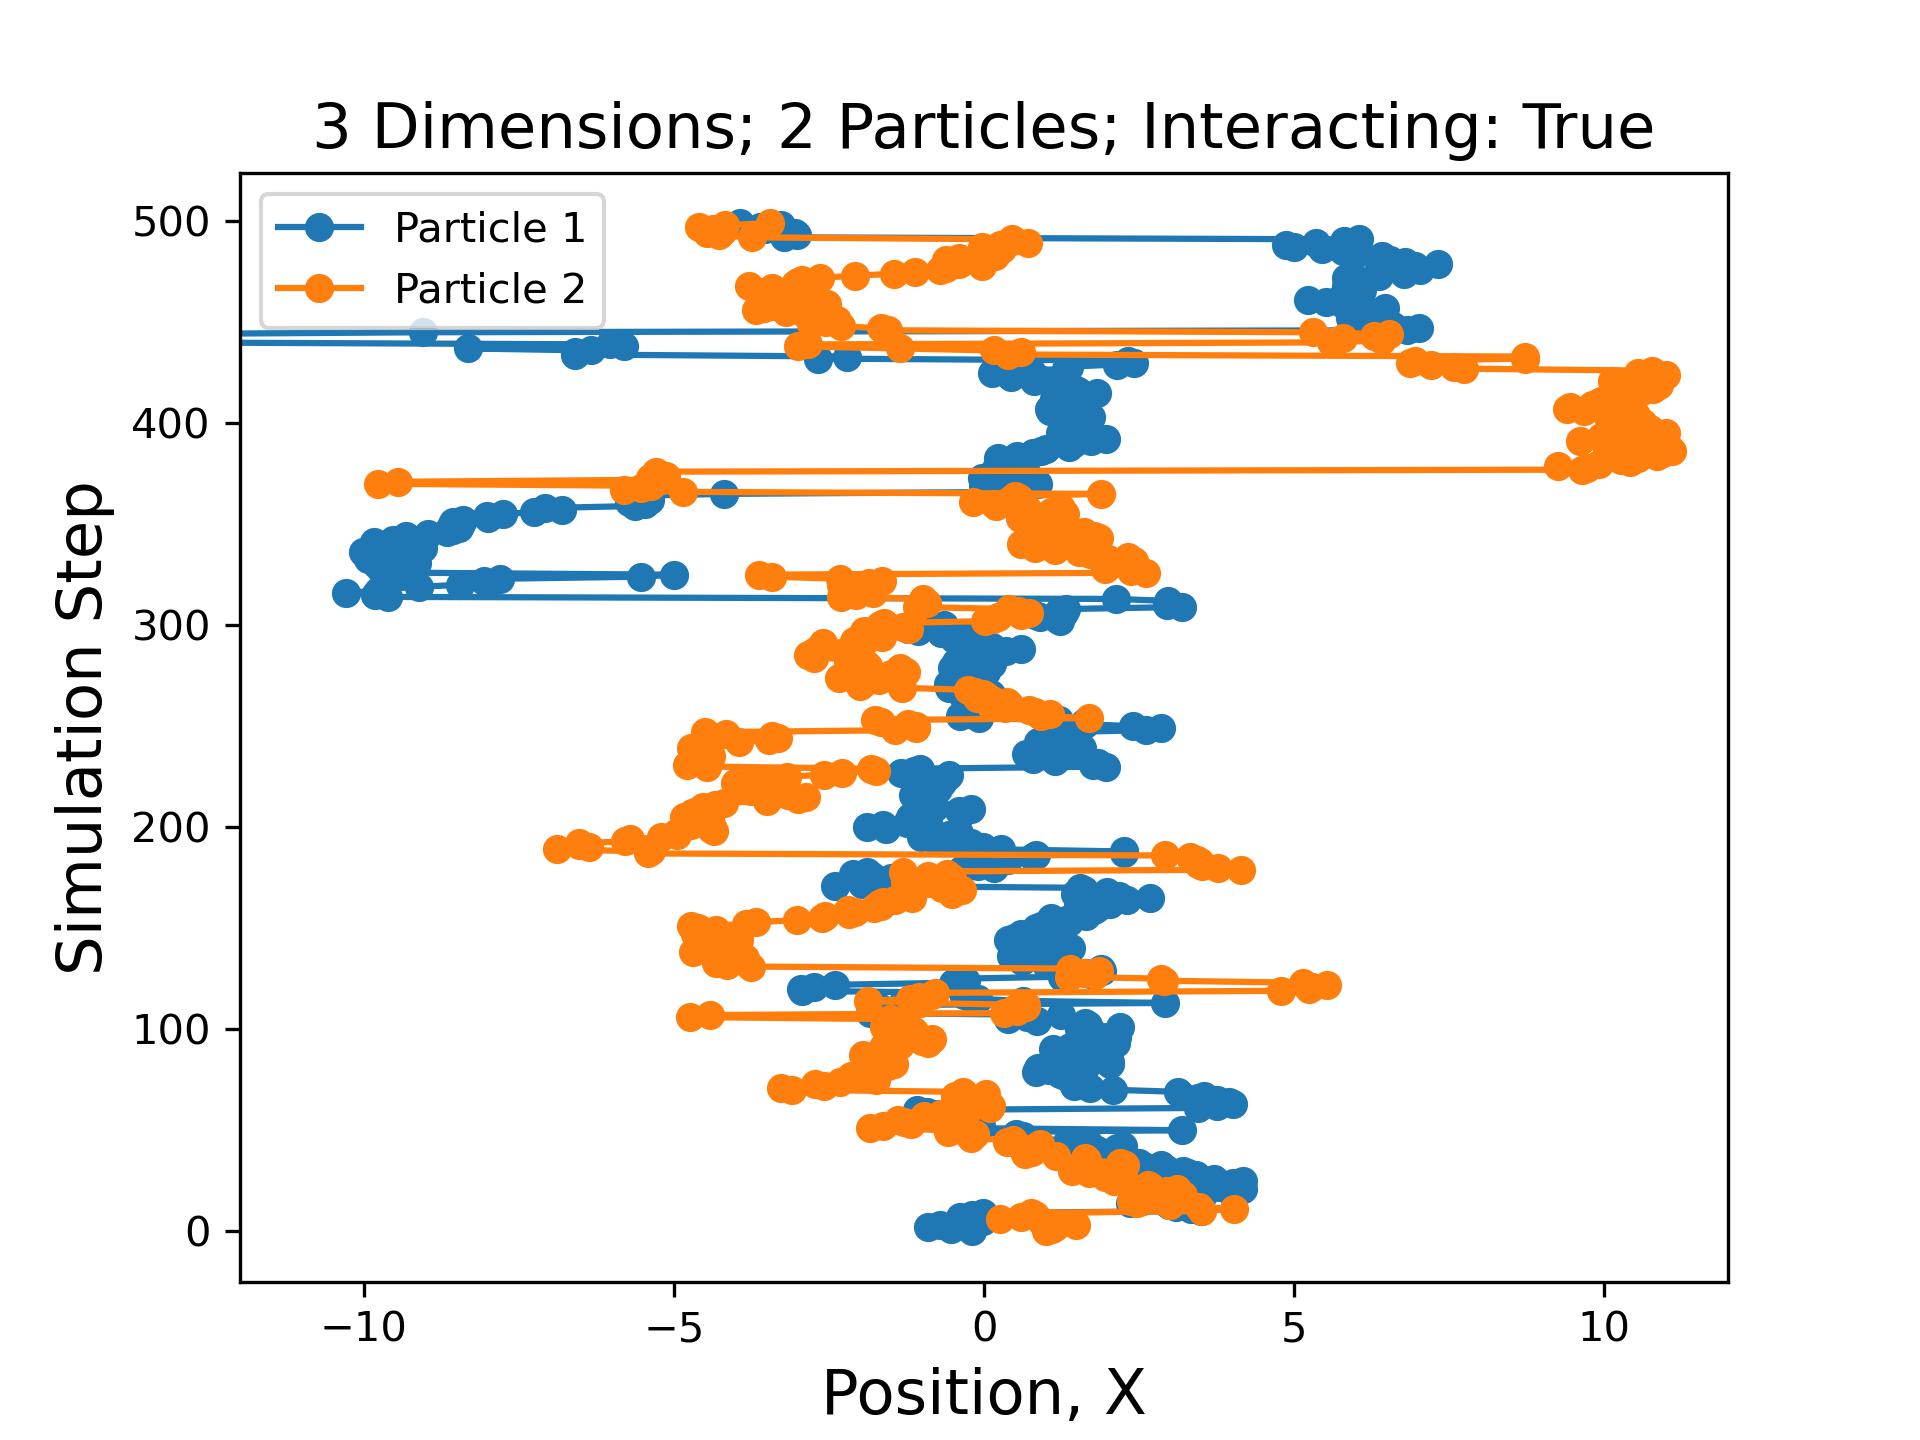 3 Dimensions; 2 Particles; Interacting: True
Particle 1
Particle 2
500
400
300
200
100
0
Simulation Step
−10
−5
0
5
10
Position, X